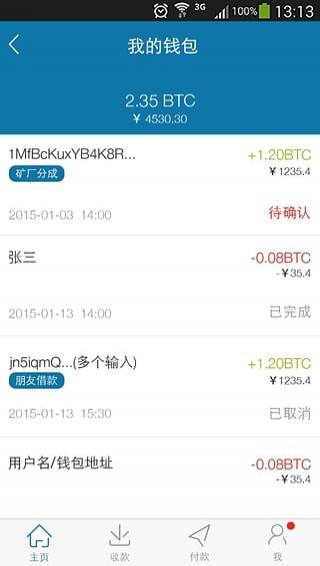 3G 100% 13:13
我的钱包
2.35 BTC
¥ 4530.30
1MfBcKuxYB4K8R... +1.20BTC
矿厂分成 ¥1235.4
2015-01-03 14:00 待确认
张三 -0.08BTC
-¥35.4
2015-01-13 14:00 已完成
jn5iqmQ...(多个输入) +1.20BTC
朋友借款 ¥1235.4
2015-01-13 15:30 已取消
用户名/钱包地址 -0.08BTC
-¥35.4
主页 收款 付款 我